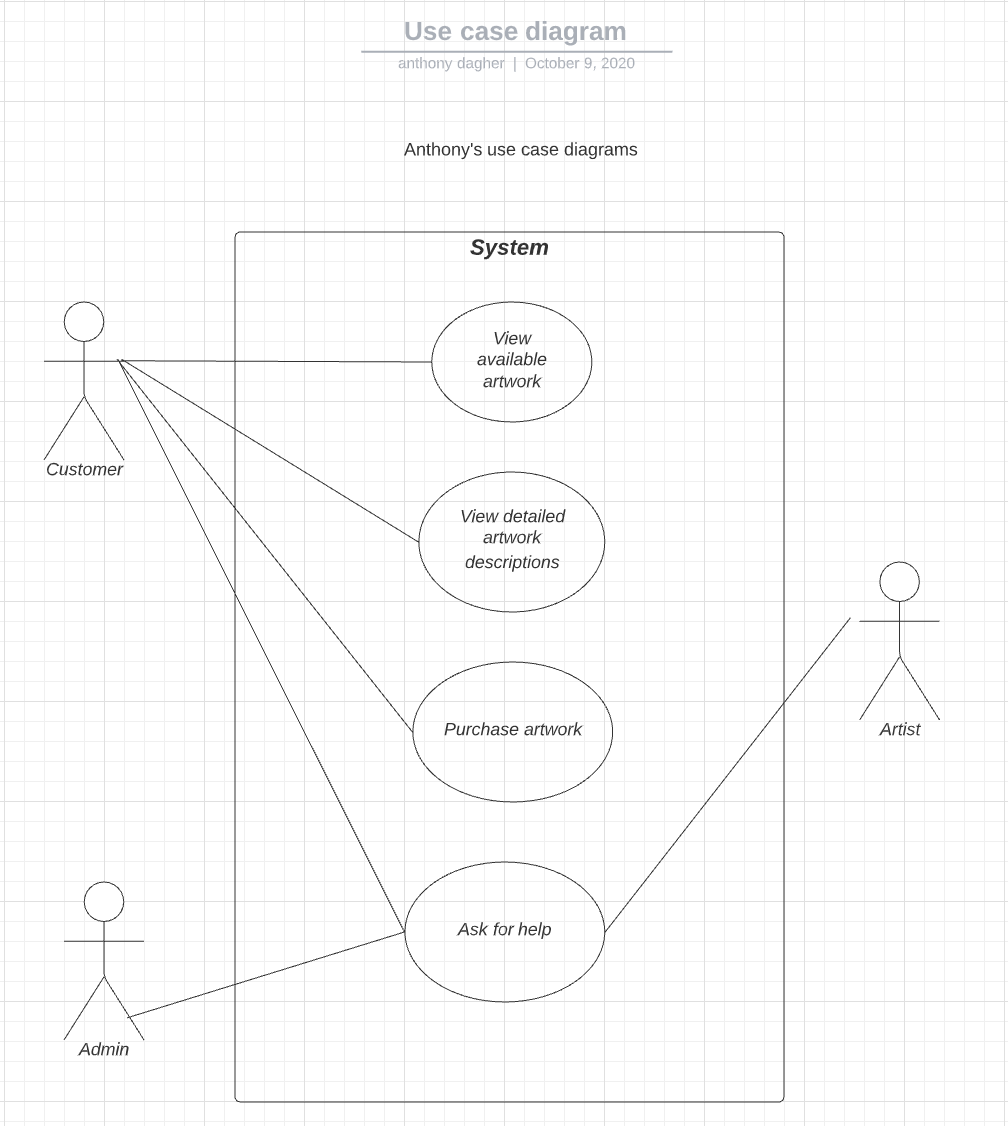 Use case diagram
anthony dagher | October 9, 2020
Anthony's use case diagrams
System
View
available
artwork
Customer
View detailed
artwork
descriptions
Purchase artwork
Artist
Ask for help
Admin